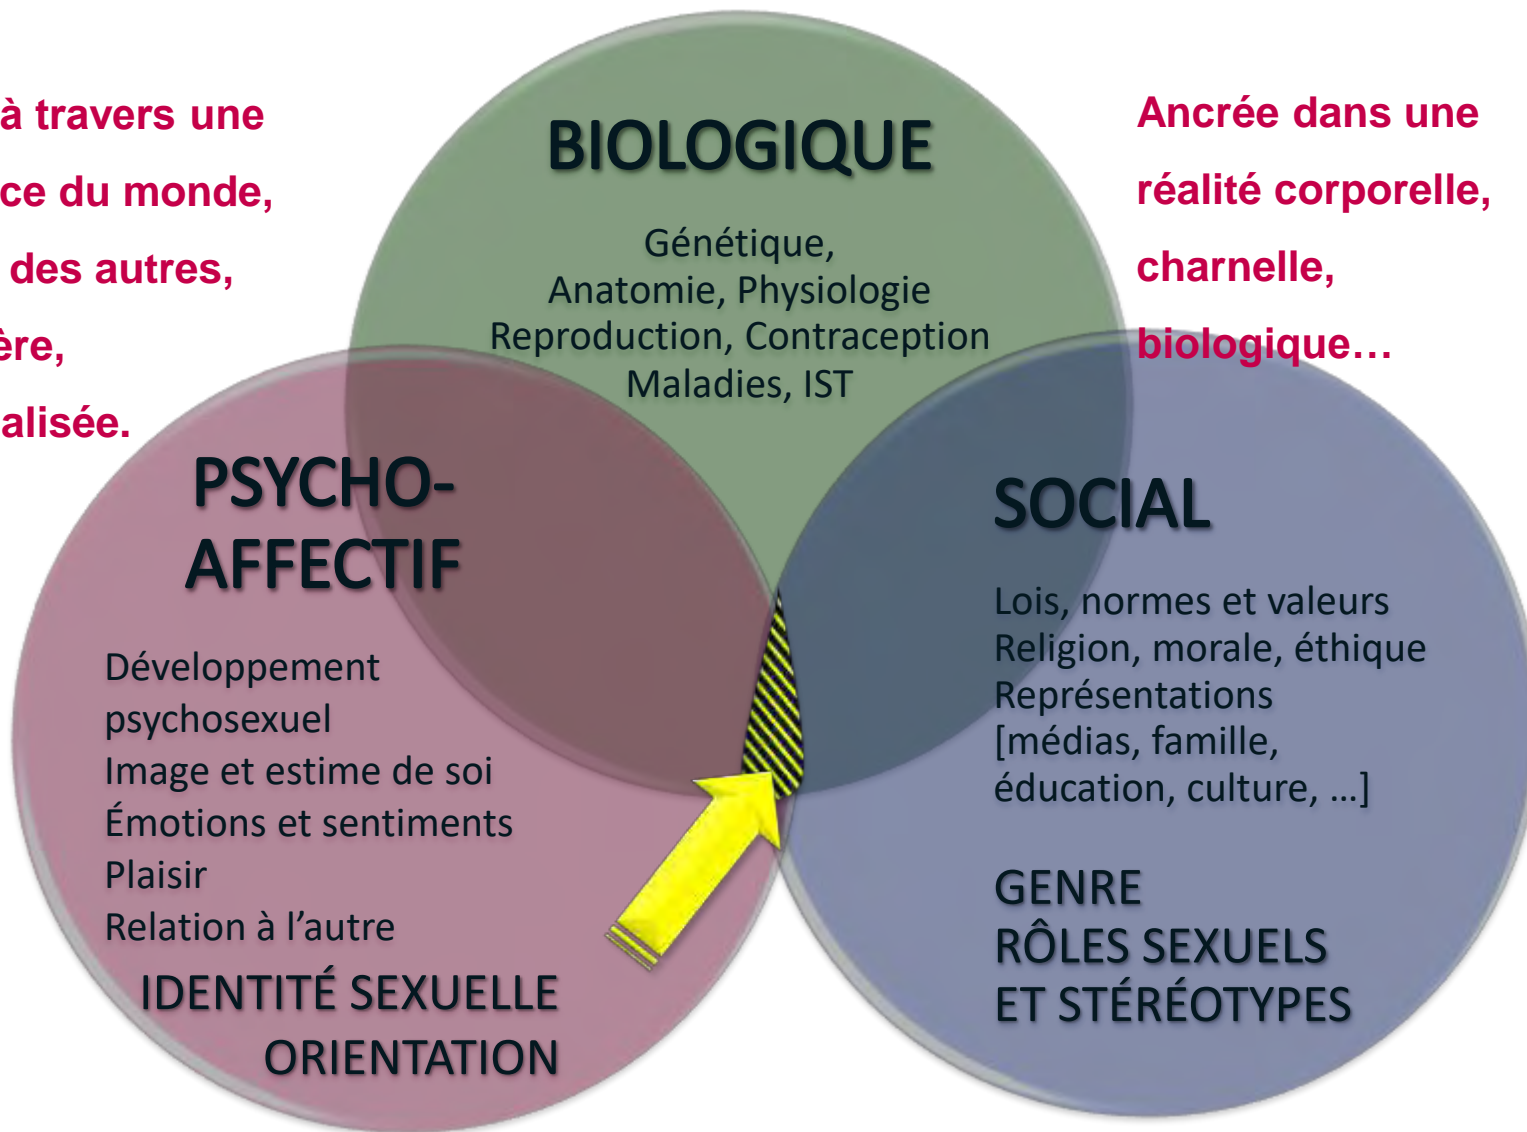 à travers une
ce du monde,
des autres,
ère,
alisée.
BIOLOGIQUE
Génétique,
Anatomie, Physiologie
Reproduction, Contraception
Maladies, IST
Ancrée dans une
réalité corporelle,
charnelle,
biologique…
PSYCHO-
AFFECTIF
Développement
psychosexuel
Image et estime de soi
Émotions et sentiments
Plaisir
Relation à l’autre
IDENTITÉ SEXUELLE
ORIENTATION
SOCIAL
Lois, normes et valeurs
Religion, morale, éthique
Représentations
[médias, famille,
éducation, culture, …]
GENRE
RÔLES SEXUELS
ET STÉRÉOTYPES